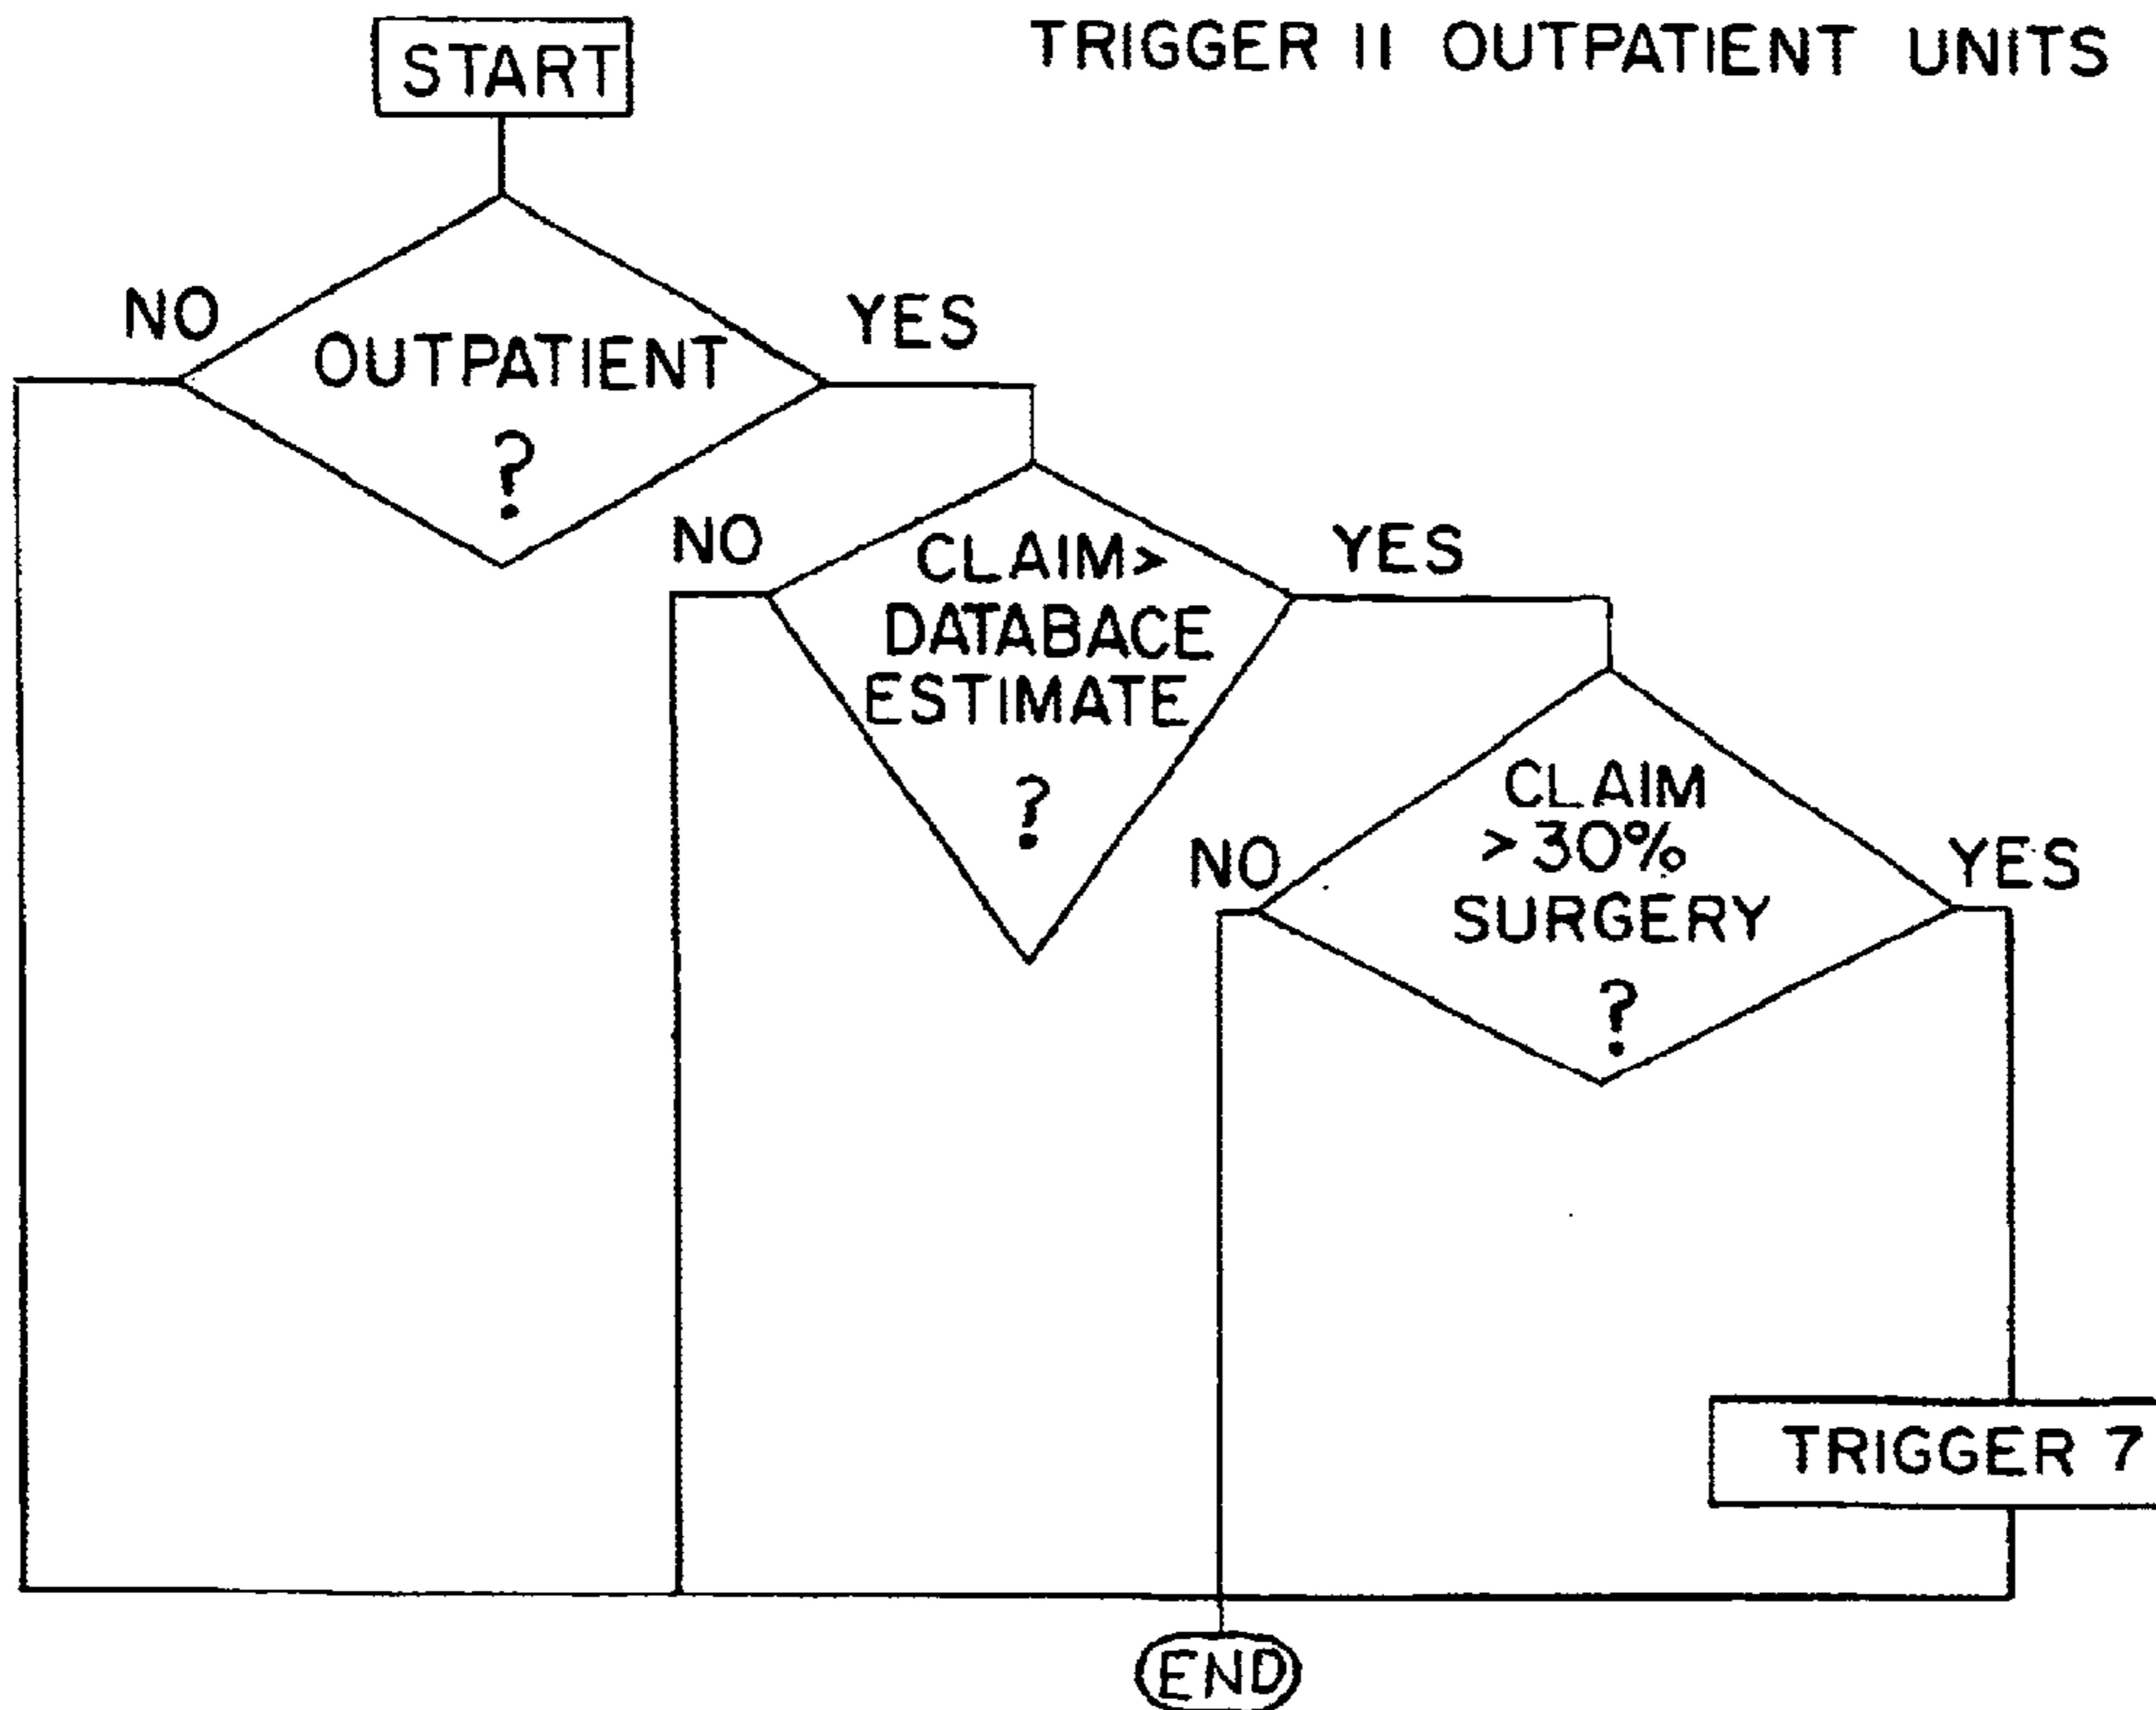 START
TRIGGER 11 OUTPATIENT UNITS
NO
YES
OUTPATIENT
?
NO
YES
CLAIM>
DATABACE
ESTIMATE
?
NO
YES
CLAIM
>30%
SURGERY
?
TRIGGER 7
END